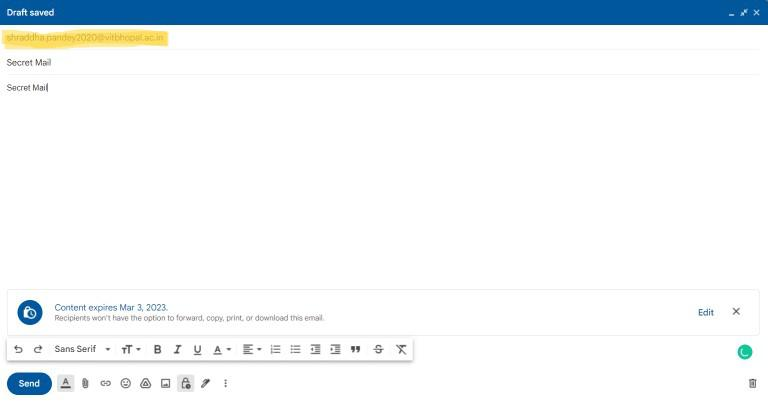 Draft saved
shraddha.pandey2020@vitbhopal.ac.in
Secret Mail
Secret Mail
Content expires Mar 3, 2023.
Edit
Recipients won't have the option to forward, copy, print, or download this email.
Sans Serif
Send